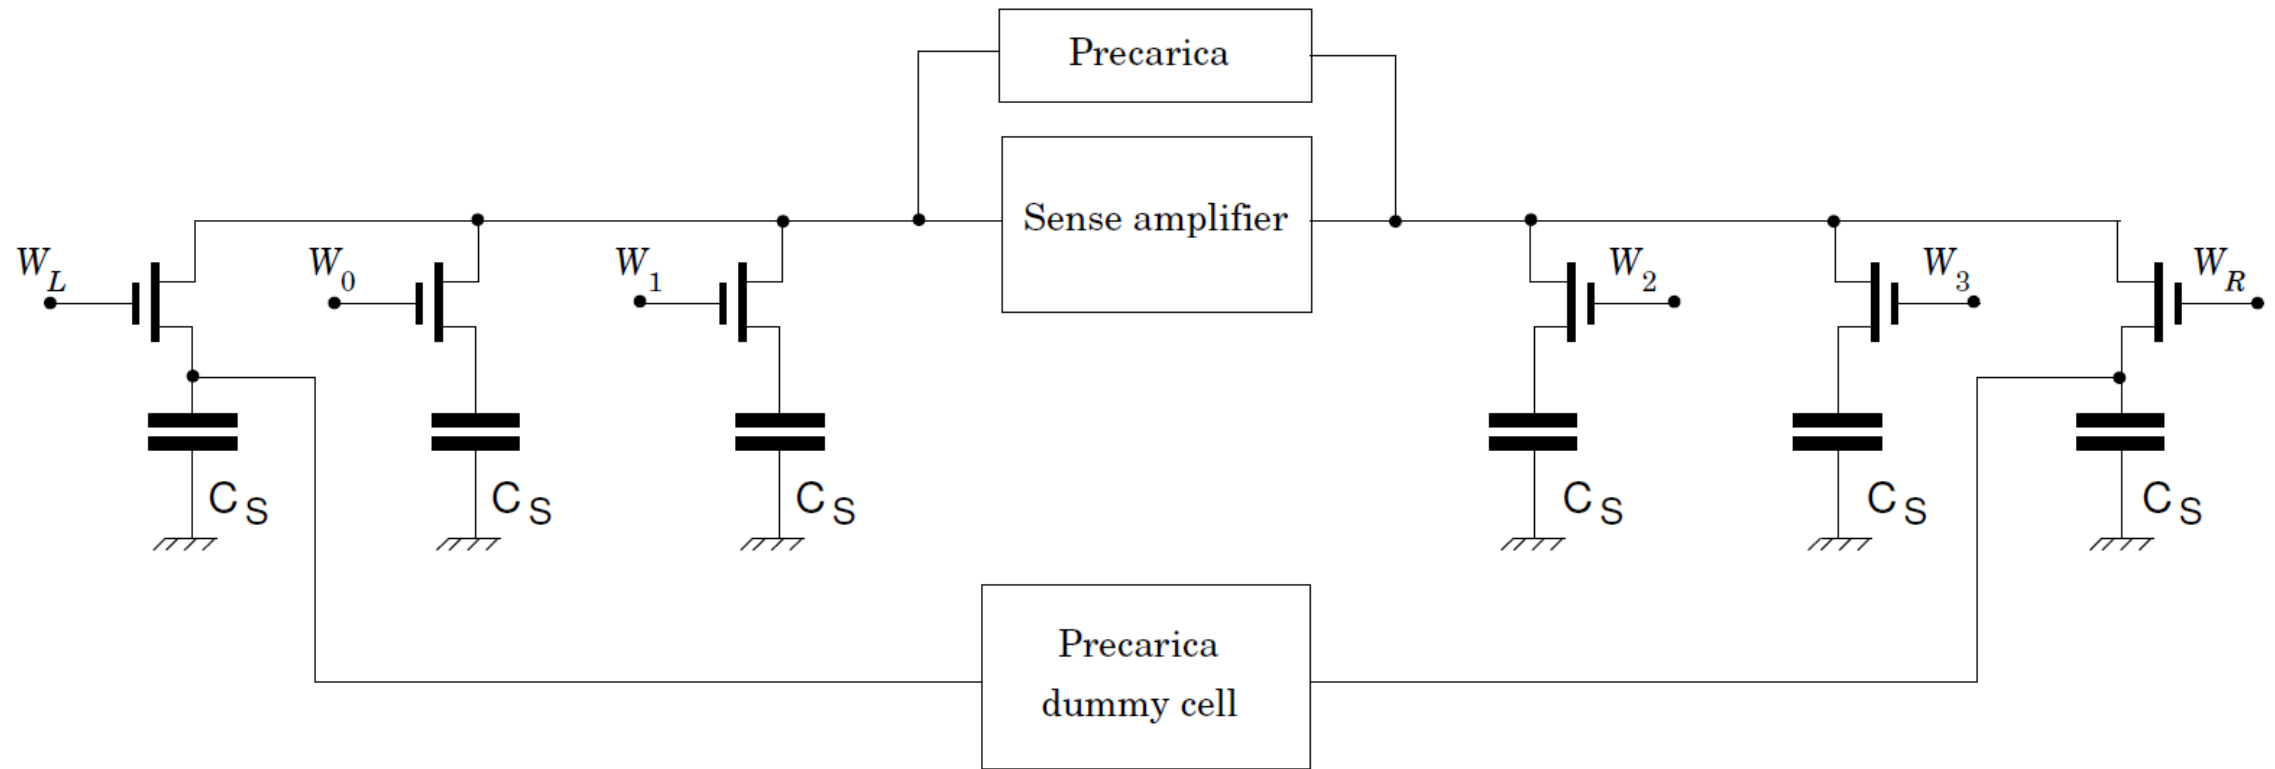 Precarica
Sense amplifier
W_L
W_0
W_1
W_2
W_3
W_R
C_S
C_S
C_S
C_S
C_S
C_S
Precarica
dummy cell